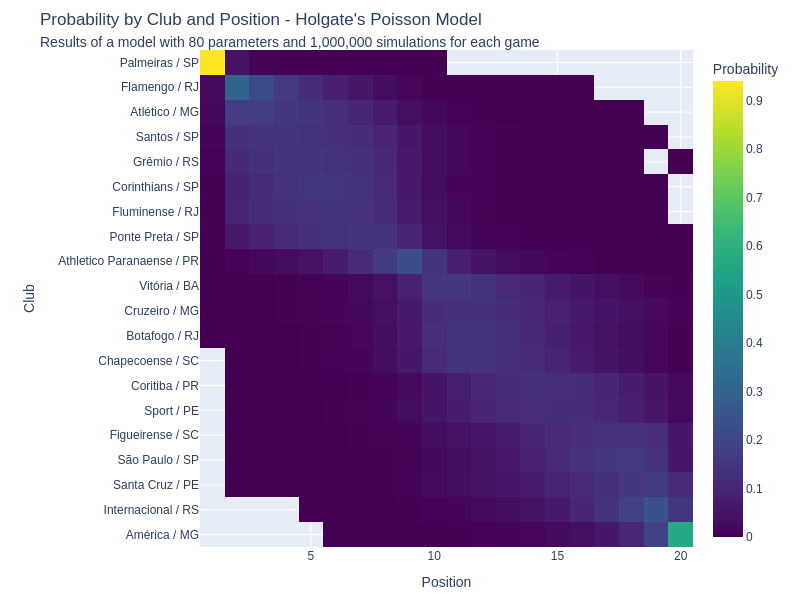 Probability by Club and Position - Holgate's Poisson Model
Results of a model with 80 parameters and 1,000,000 simulations for each game
Probability
Palmeiras / SP
Flamengo / RJ
Atlético / MG
Santos / SP
Grêmio / RS
Corinthians / SP
Fluminense / RJ
Ponte Preta / SP
Athletico Paranaense / PR
Vitória / BA
Cruzeiro / MG
Botafogo / RJ
Chapecoense / SC
Coritiba / PR
Sport / PE
Figueirense / SC
São Paulo / SP
Santa Cruz / PE
Internacional / RS
América / MG
Club
5
10
15
20
Position
0.9
0.8
0.7
0.6
0.5
0.4
0.3
0.2
0.1
0